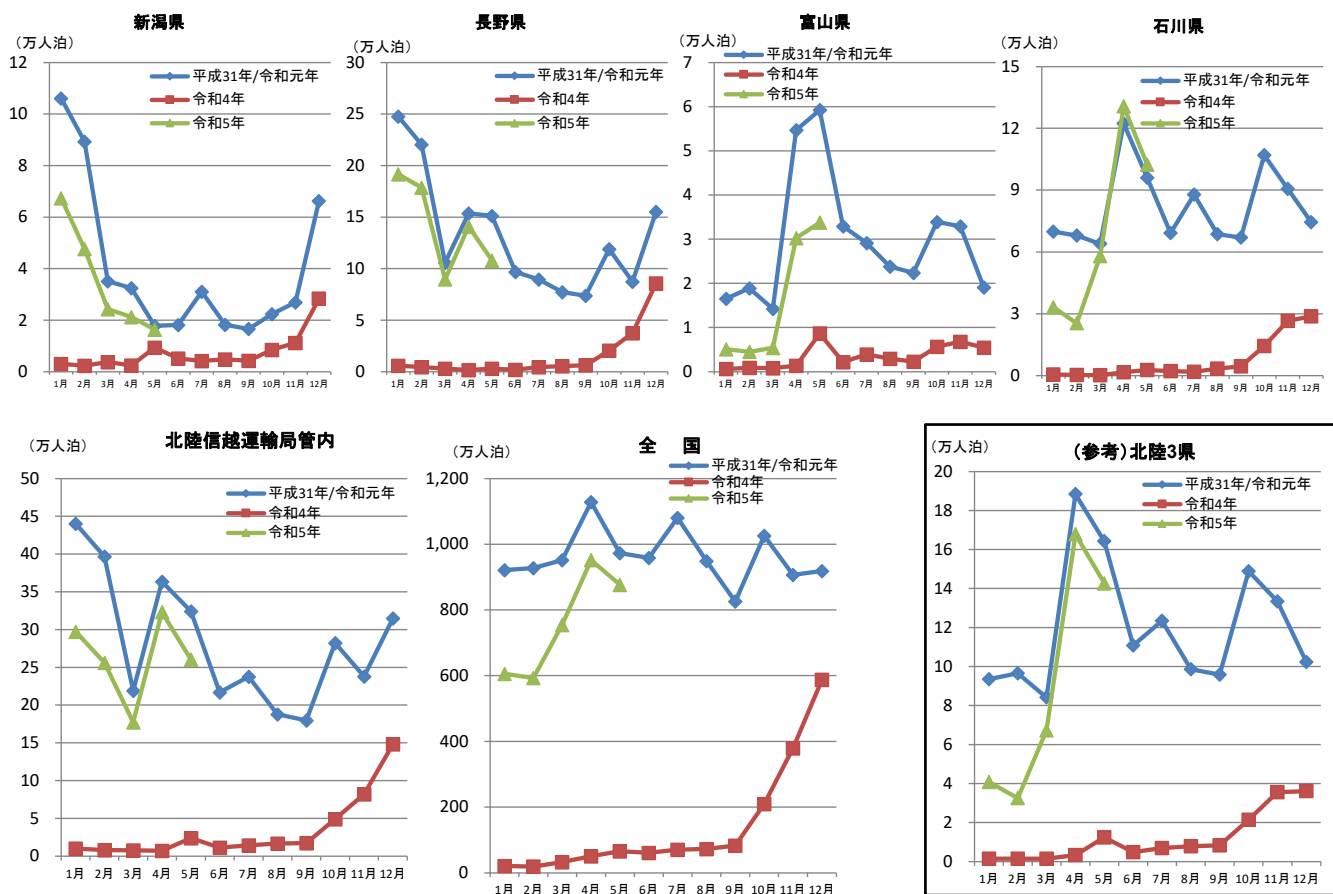 新潟県
（万人泊）
平成31年/令和元年
令和4年
令和5年
12
10
8
6
4
2
0
1月 2月 3月 4月 5月 6月 7月 8月 9月 10月 11月 12月
長野県
（万人泊）
平成31年/令和元年
令和4年
令和5年
30
25
20
15
10
5
0
1月 2月 3月 4月 5月 6月 7月 8月 9月 10月 11月 12月
富山県
（万人泊）
平成31年/令和元年
令和4年
令和5年
7
6
5
4
3
2
1
0
1月 2月 3月 4月 5月 6月 7月 8月 9月 10月 11月 12月
石川県
（万人泊）
平成31年/令和元年
令和4年
令和5年
15
12
9
6
3
0
1月 2月 3月 4月 5月 6月 7月 8月 9月 10月 11月 12月
北陸信越運輸局管内
（万人泊）
平成31年/令和元年
令和4年
令和5年
50
45
40
35
30
25
20
15
10
5
0
1月 2月 3月 4月 5月 6月 7月 8月 9月 10月 11月 12月
全 国
（万人泊）
平成31年/令和元年
令和4年
令和5年
1,200
1,000
800
600
400
200
0
1月 2月 3月 4月 5月 6月 7月 8月 9月 10月 11月 12月
（参考）北陸3県
（万人泊）
平成31年/令和元年
令和4年
令和5年
20
18
16
14
12
10
8
6
4
2
0
1月 2月 3月 4月 5月 6月 7月 8月 9月 10月 11月 12月